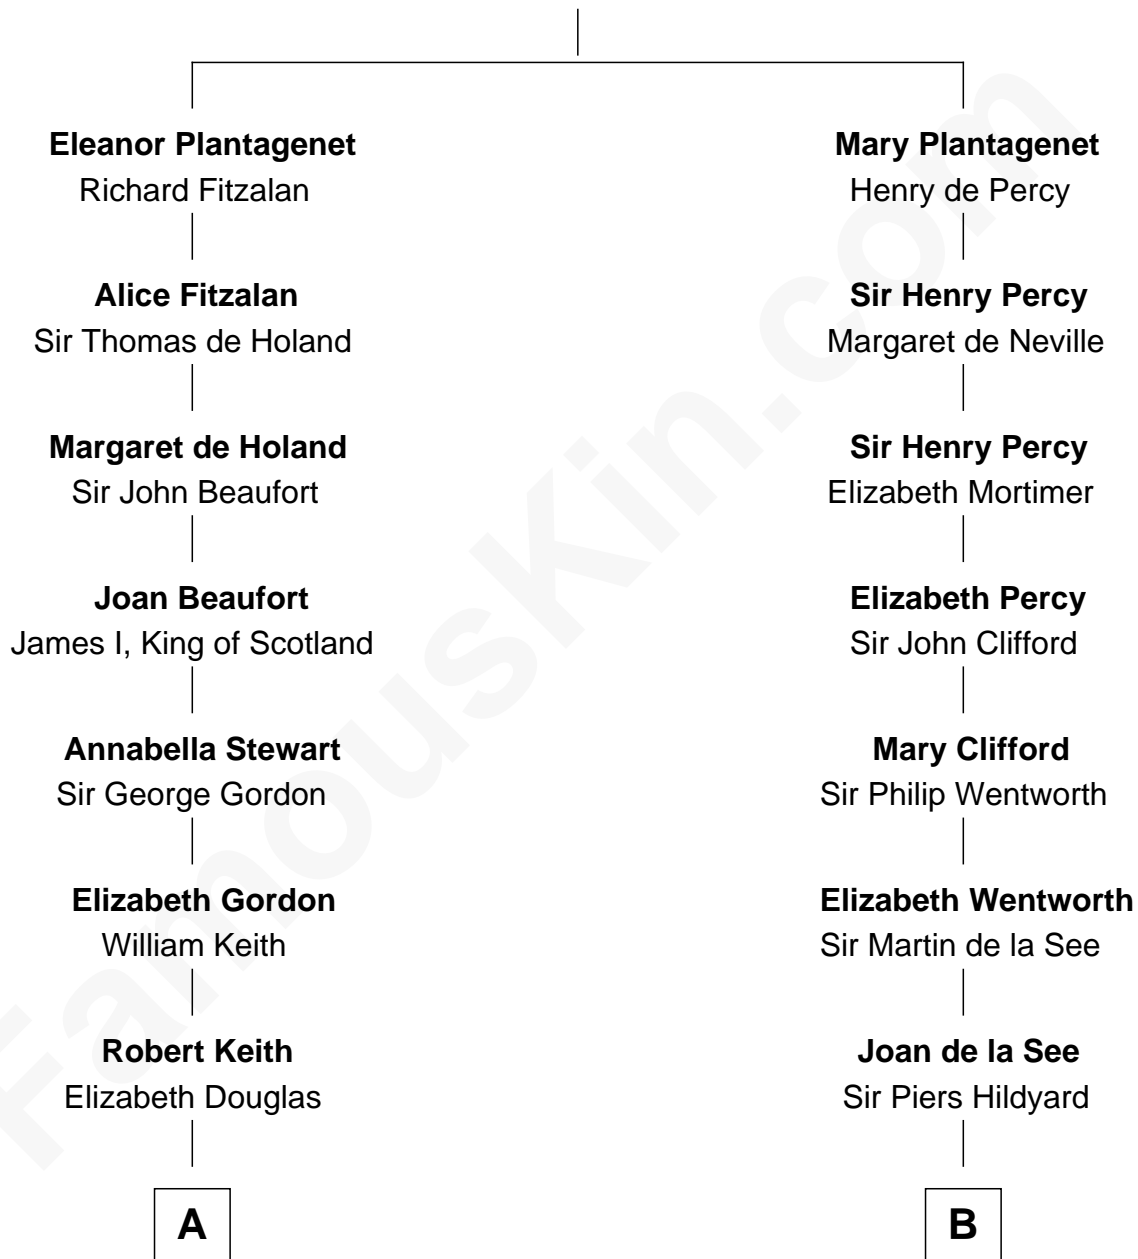 Eleanor Plantagenet
Richard Fitzalan
Alice Fitzalan
Sir Thomas de Holand
Margaret de Holand
Sir John Beaufort
Joan Beaufort
James I, King of Scotland
Annabella Stewart
Sir George Gordon
Elizabeth Gordon
William Keith
Robert Keith
Elizabeth Douglas
A
Mary Plantagenet
Henry de Percy
Sir Henry Percy
Margaret de Neville
Sir Henry Percy
Elizabeth Mortimer
Elizabeth Percy
Sir John Clifford
Mary Clifford
Sir Philip Wentworth
Elizabeth Wentworth
Sir Martin de la See
Joan de la See
Sir Piers Hildyard
B
FamousKin.com